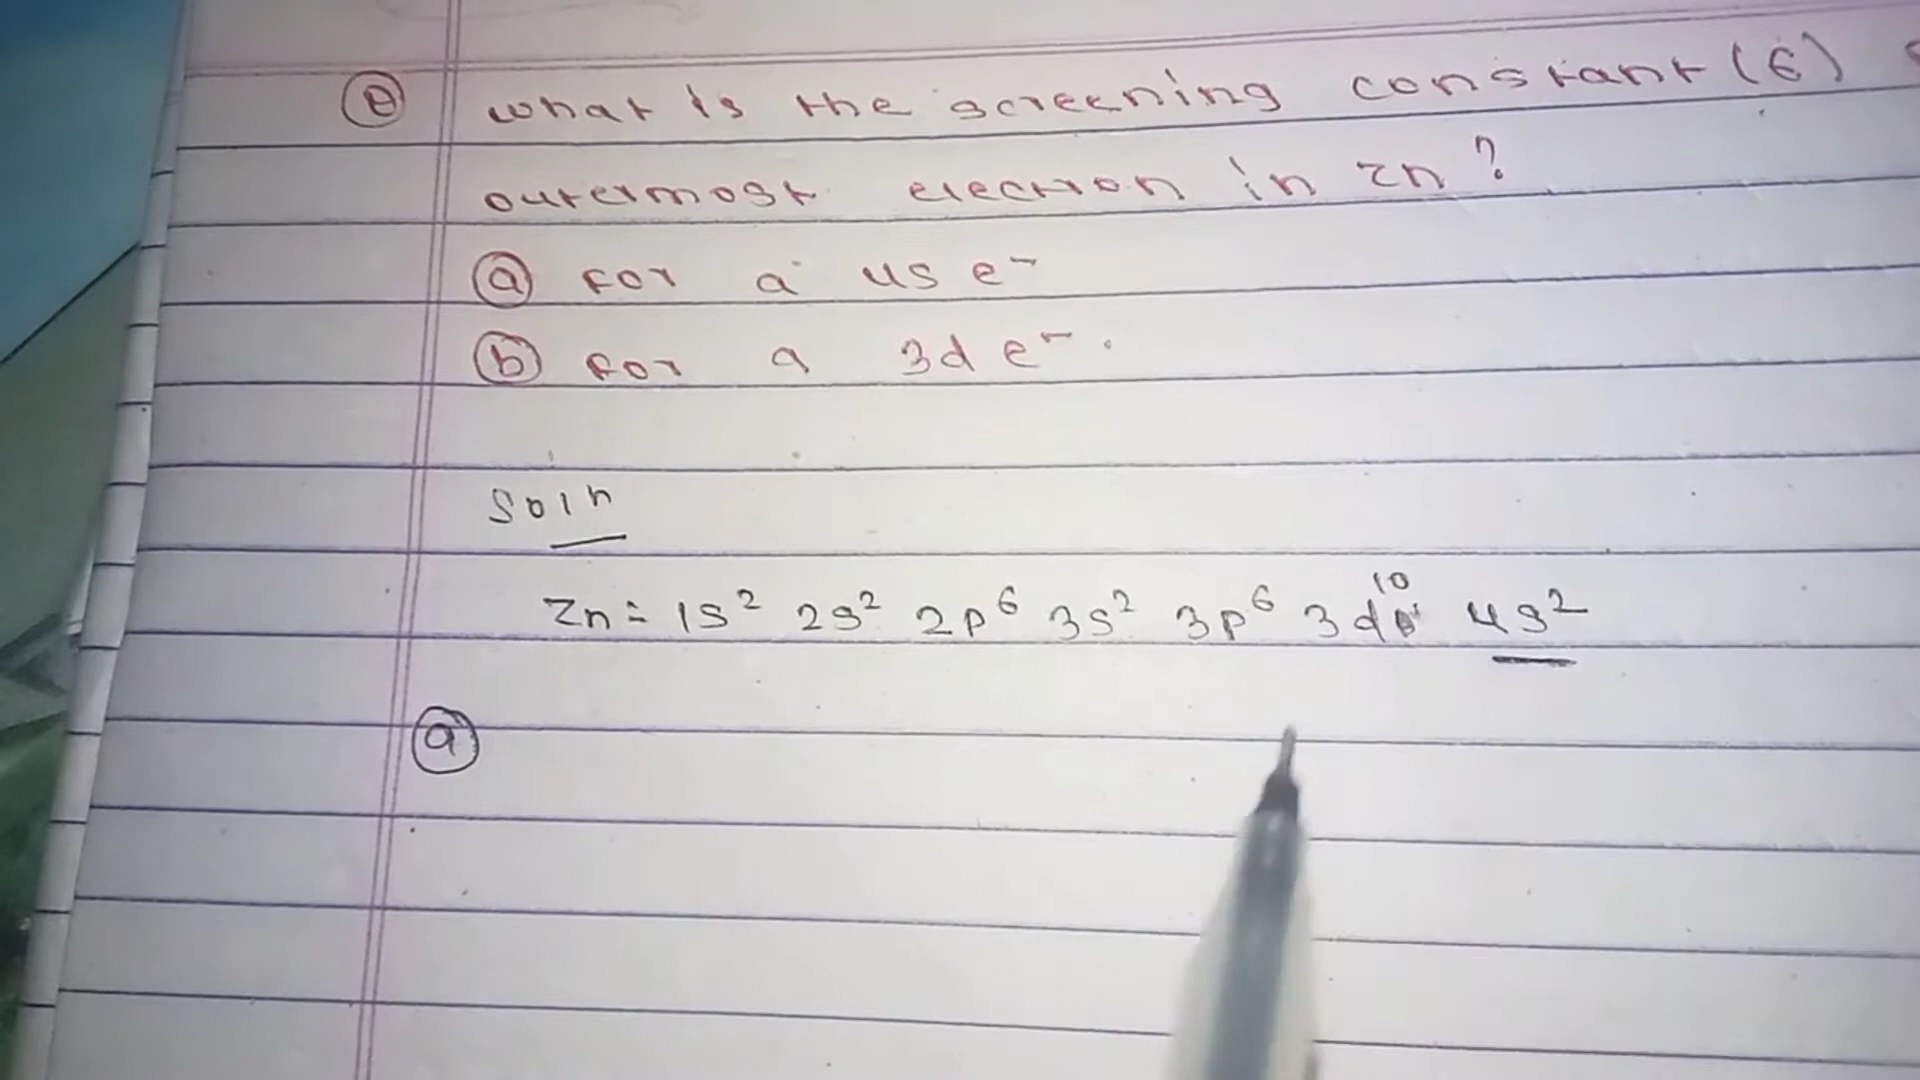 Q what is the screening constant (6)
outermost electron in zn ?
a for a 4s e-
b for a 3d e- .
Soln
Zn = 1s² 2s² 2p⁶ 3s² 3p⁶ 3d¹⁰ 4s²
a